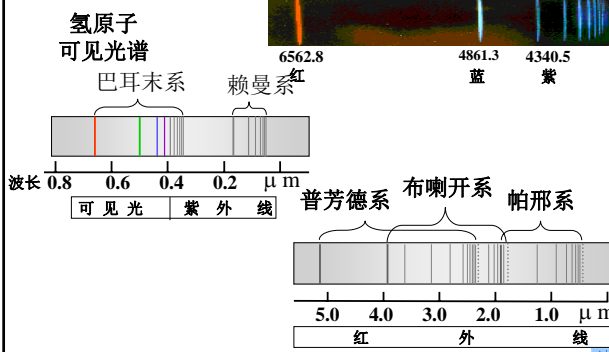 氢原子
可见光谱
6562.8 4861.3 4340.5
红 蓝 紫
巴耳末系 赖曼系
波长 0.8 0.6 0.4 0.2 μ m
可 见 光 紫 外 线
普芳德系 布喇开系 帕邢系
5.0 4.0 3.0 2.0 1.0 μ m
红 外 线